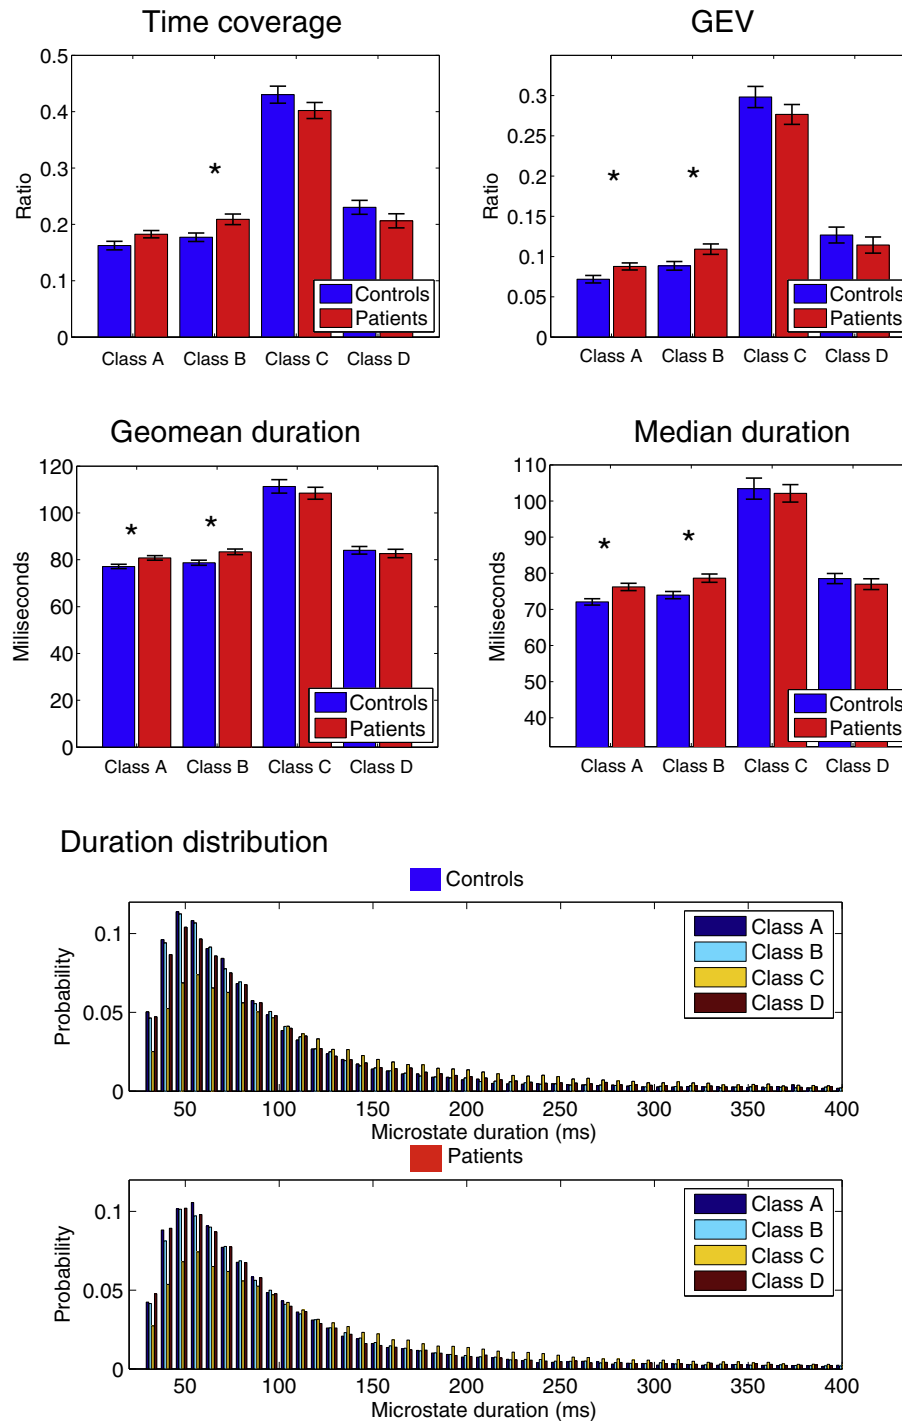 Time coverage
0.5
0.4
0.3
0.2
0.1
0
Ratio
*
Controls
Patients
Class A Class B Class C Class D
GEV
0.3
0.25
0.2
0.15
0.1
0.05
0
Ratio
* *
Controls
Patients
Class A Class B Class C Class D
Geomean duration
120
100
80
60
40
20
0
Miliseconds
* *
Controls
Patients
Class A Class B Class C Class D
Median duration
110
100
90
80
70
60
50
40
Miliseconds
* *
Controls
Patients
Class A Class B Class C Class D
Duration distribution
Controls
0.1
0.05
0
Probability
Class A
Class B
Class C
Class D
50 100 150 200 250 300 350 400
Microstate duration (ms)
Patients
0.1
0.05
0
Probability
Class A
Class B
Class C
Class D
50 100 150 200 250 300 350 400
Microstate duration (ms)